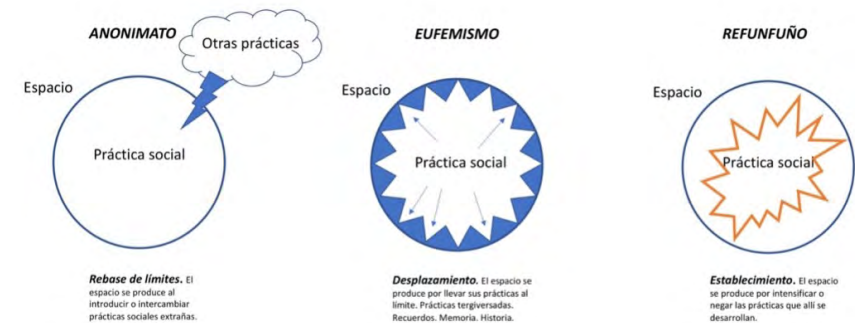 ANONIMATO
Otras prácticas
Espacio
Práctica social
Rebase de límites. El
espacio se produce al
introducir o intercambiar
prácticas sociales extrañas.
EUFEMISMO
Espacio
Práctica social
Desplazamiento. El espacio se
produce por llevar sus prácticas al
límite. Prácticas tergiversadas.
Recuerdos. Memoria. Historia.
REFUNFUÑO
Espacio
Práctica social
Establecimiento. El espacio
se produce por intensificar o
negar las prácticas que allí se
desarrollan.